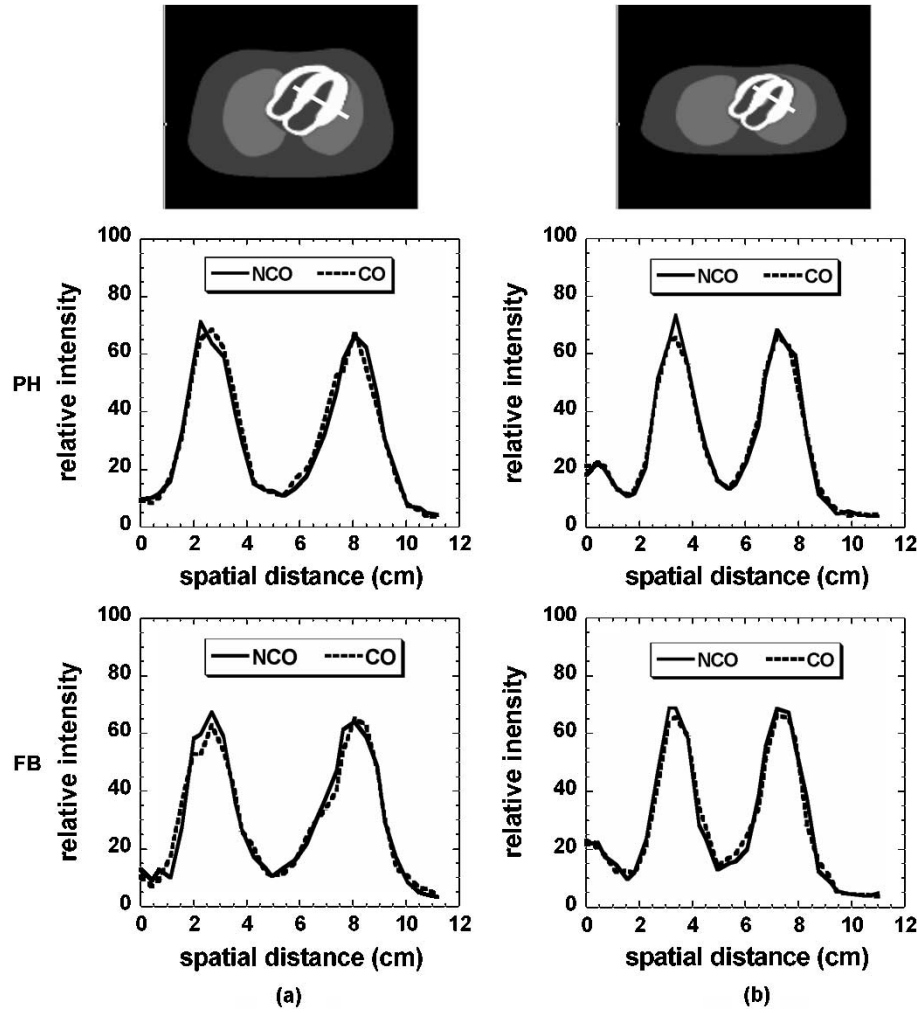 100
80
60
40
20
0
NCO CO
relative intensity
PH
0 2 4 6 8 10 12
spatial distance (cm)
100
80
60
40
20
0
NCO CO
relative intensity
0 2 4 6 8 10 12
spatial distance (cm)
100
80
60
40
20
0
NCO CO
relative intensity
FB
0 2 4 6 8 10 12
spatial distance (cm)
(a)
100
80
60
40
20
0
NCO CO
relative inensity
0 2 4 6 8 10 12
spatial distance (cm)
(b)